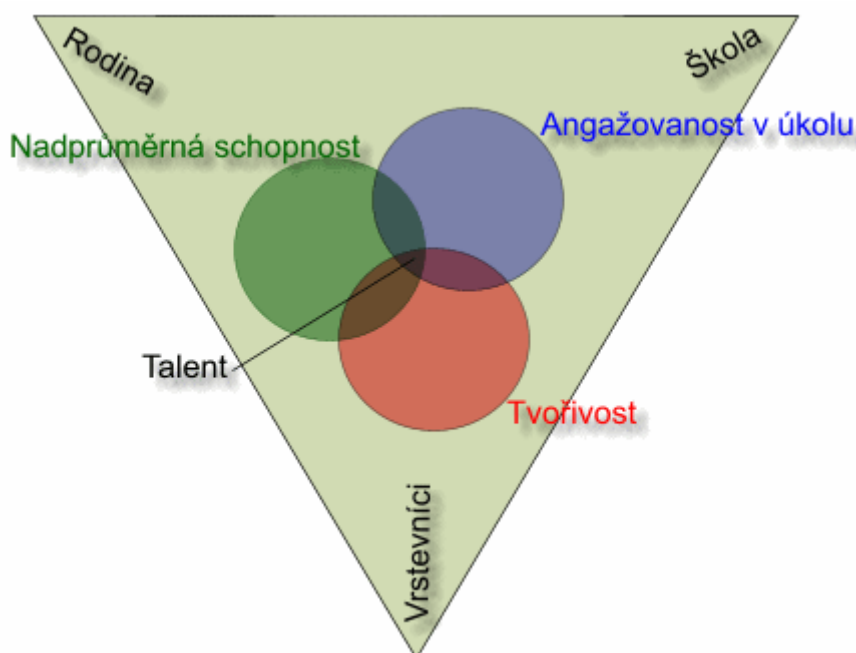 Rodina
Škola
Angažovanost v úkolu
Nadprůměrná schopnost
Talent
Tvořivost
Vrstevníci